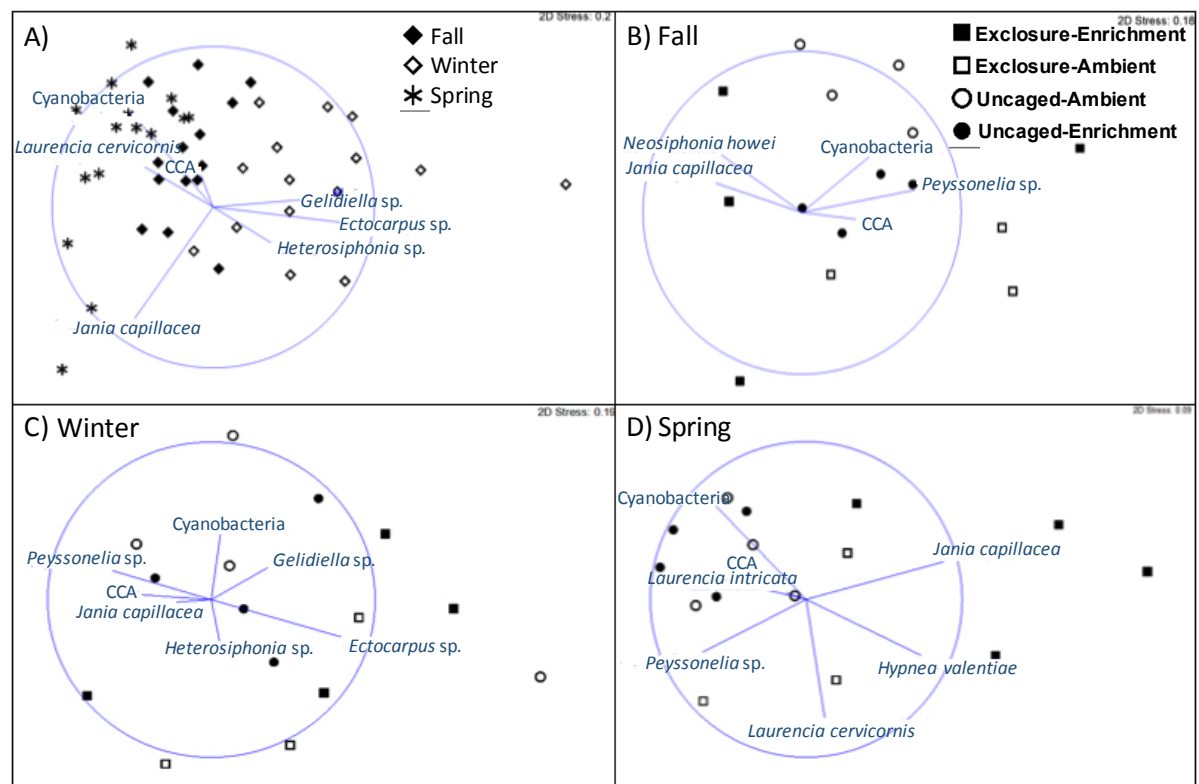 2D Stress: 0.2
A)
Fall
Winter
Spring
Cyanobacteria
Laurencia cervicornis
CCA
Gelidiella sp.
Ectocarpus sp.
Heterosiphonia sp.
Jania capillacea
2D Stress: 0.18
B) Fall
Exclosure-Enrichment
Exclosure-Ambient
Uncaged-Ambient
Uncaged-Enrichment
Neosiphonia howei
Cyanobacteria
Jania capillacea
Peyssonelia sp.
CCA
2D Stress: 0.19
C) Winter
Cyanobacteria
Peyssonelia sp.
Gelidiella sp.
CCA
Jania capillacea
Heterosiphonia sp.
Ectocarpus sp.
2D Stress: 0.09
D) Spring
Cyanobacteria
Jania capillacea
CCA
Laurencia intricata
Peyssonelia sp.
Hypnea valentiae
Laurencia cervicornis